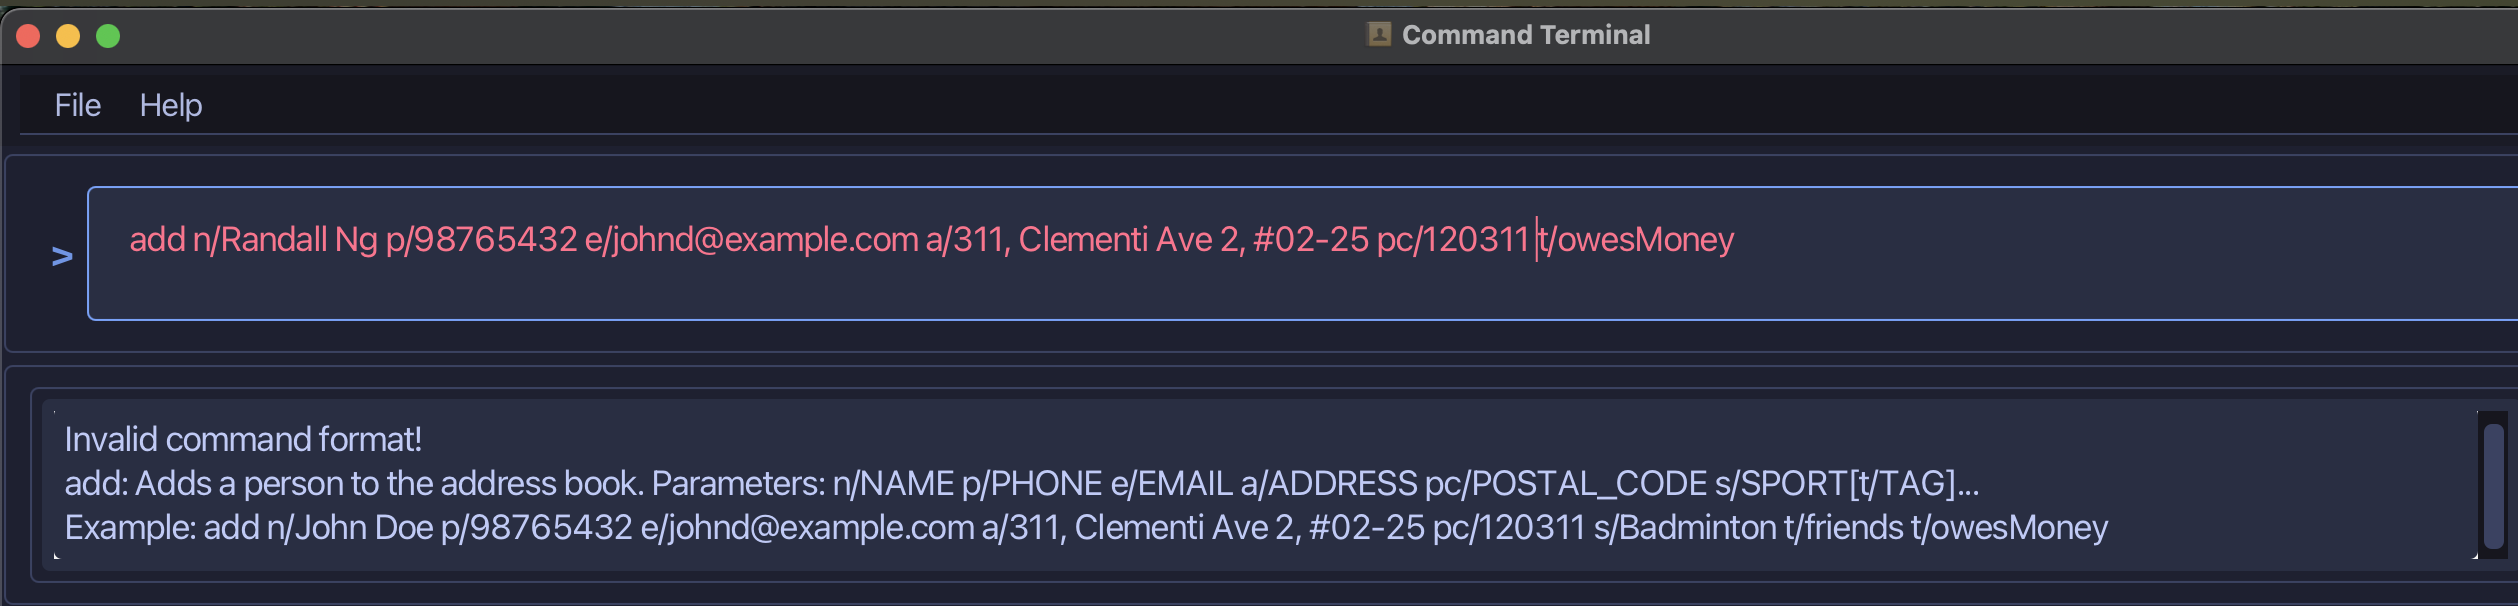 Command Terminal
File Help
> add n/Randall Ng p/98765432 e/johnd@example.com a/311, Clementi Ave 2, #02-25 pc/120311 t/owesMoney
Invalid command format!
add: Adds a person to the address book. Parameters: n/NAME p/PHONE e/EMAIL a/ADDRESS pc/POSTAL_CODE s/SPORT[t/TAG]...
Example: add n/John Doe p/98765432 e/johnd@example.com a/311, Clementi Ave 2, #02-25 pc/120311 s/Badminton t/friends t/owesMoney